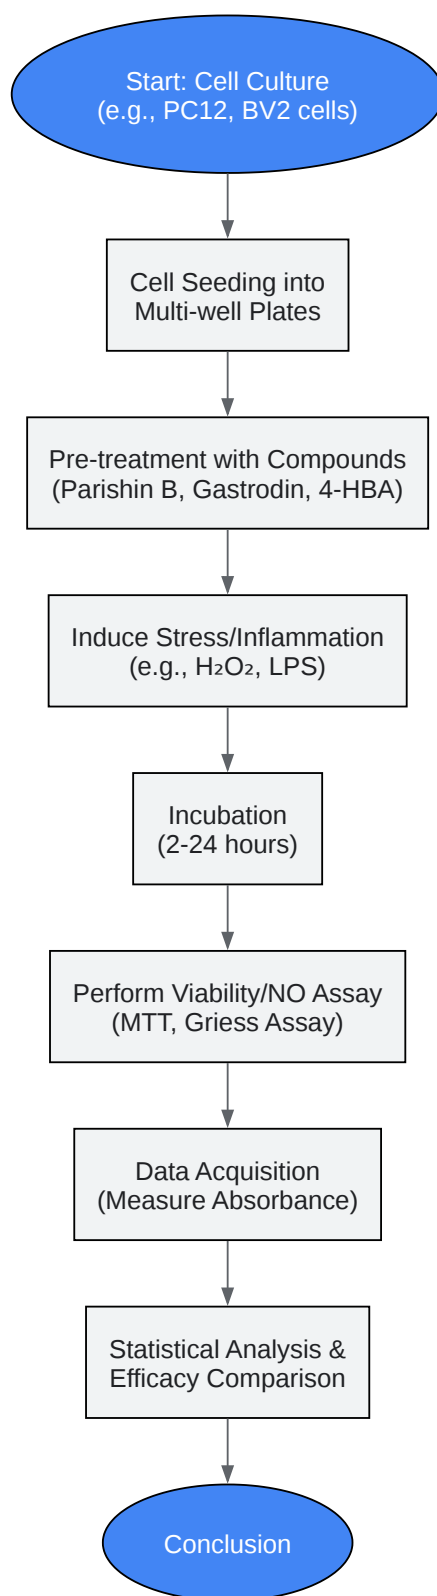 Start: Cell Culture
(e.g., PC12, BV2 cells)
Cell Seeding into
Multi-well Plates
Pre-treatment with Compounds
(Parishin B, Gastrodin, 4-HBA)
Induce Stress/Inflammation
(e.g., H₂O₂, LPS)
Incubation
(2-24 hours)
Perform Viability/NO Assay
(MTT, Griess Assay)
Data Acquisition
(Measure Absorbance)
Statistical Analysis &
Efficacy Comparison
Conclusion